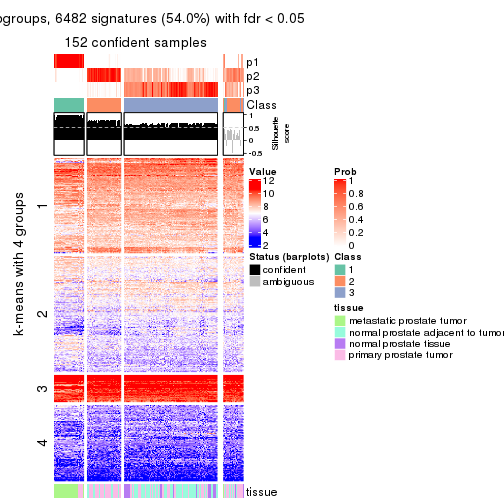 ogroups, 6482 signatures (54.0%) with fdr < 0.05
152 confident samples
p1
p2
p3
Class
1
0.5
0
-0.5
Silhouette
score
k-means with 4 groups
1
2
3
4
Value
12
10
8
6
4
2
Prob
1
0.8
0.6
0.4
0.2
0
Status (barplots)
confident
ambiguous
Class
1
2
3
tissue
metastatic prostate tumor
normal prostate adjacent to tumor
normal prostate tissue
primary prostate tumor
tissue